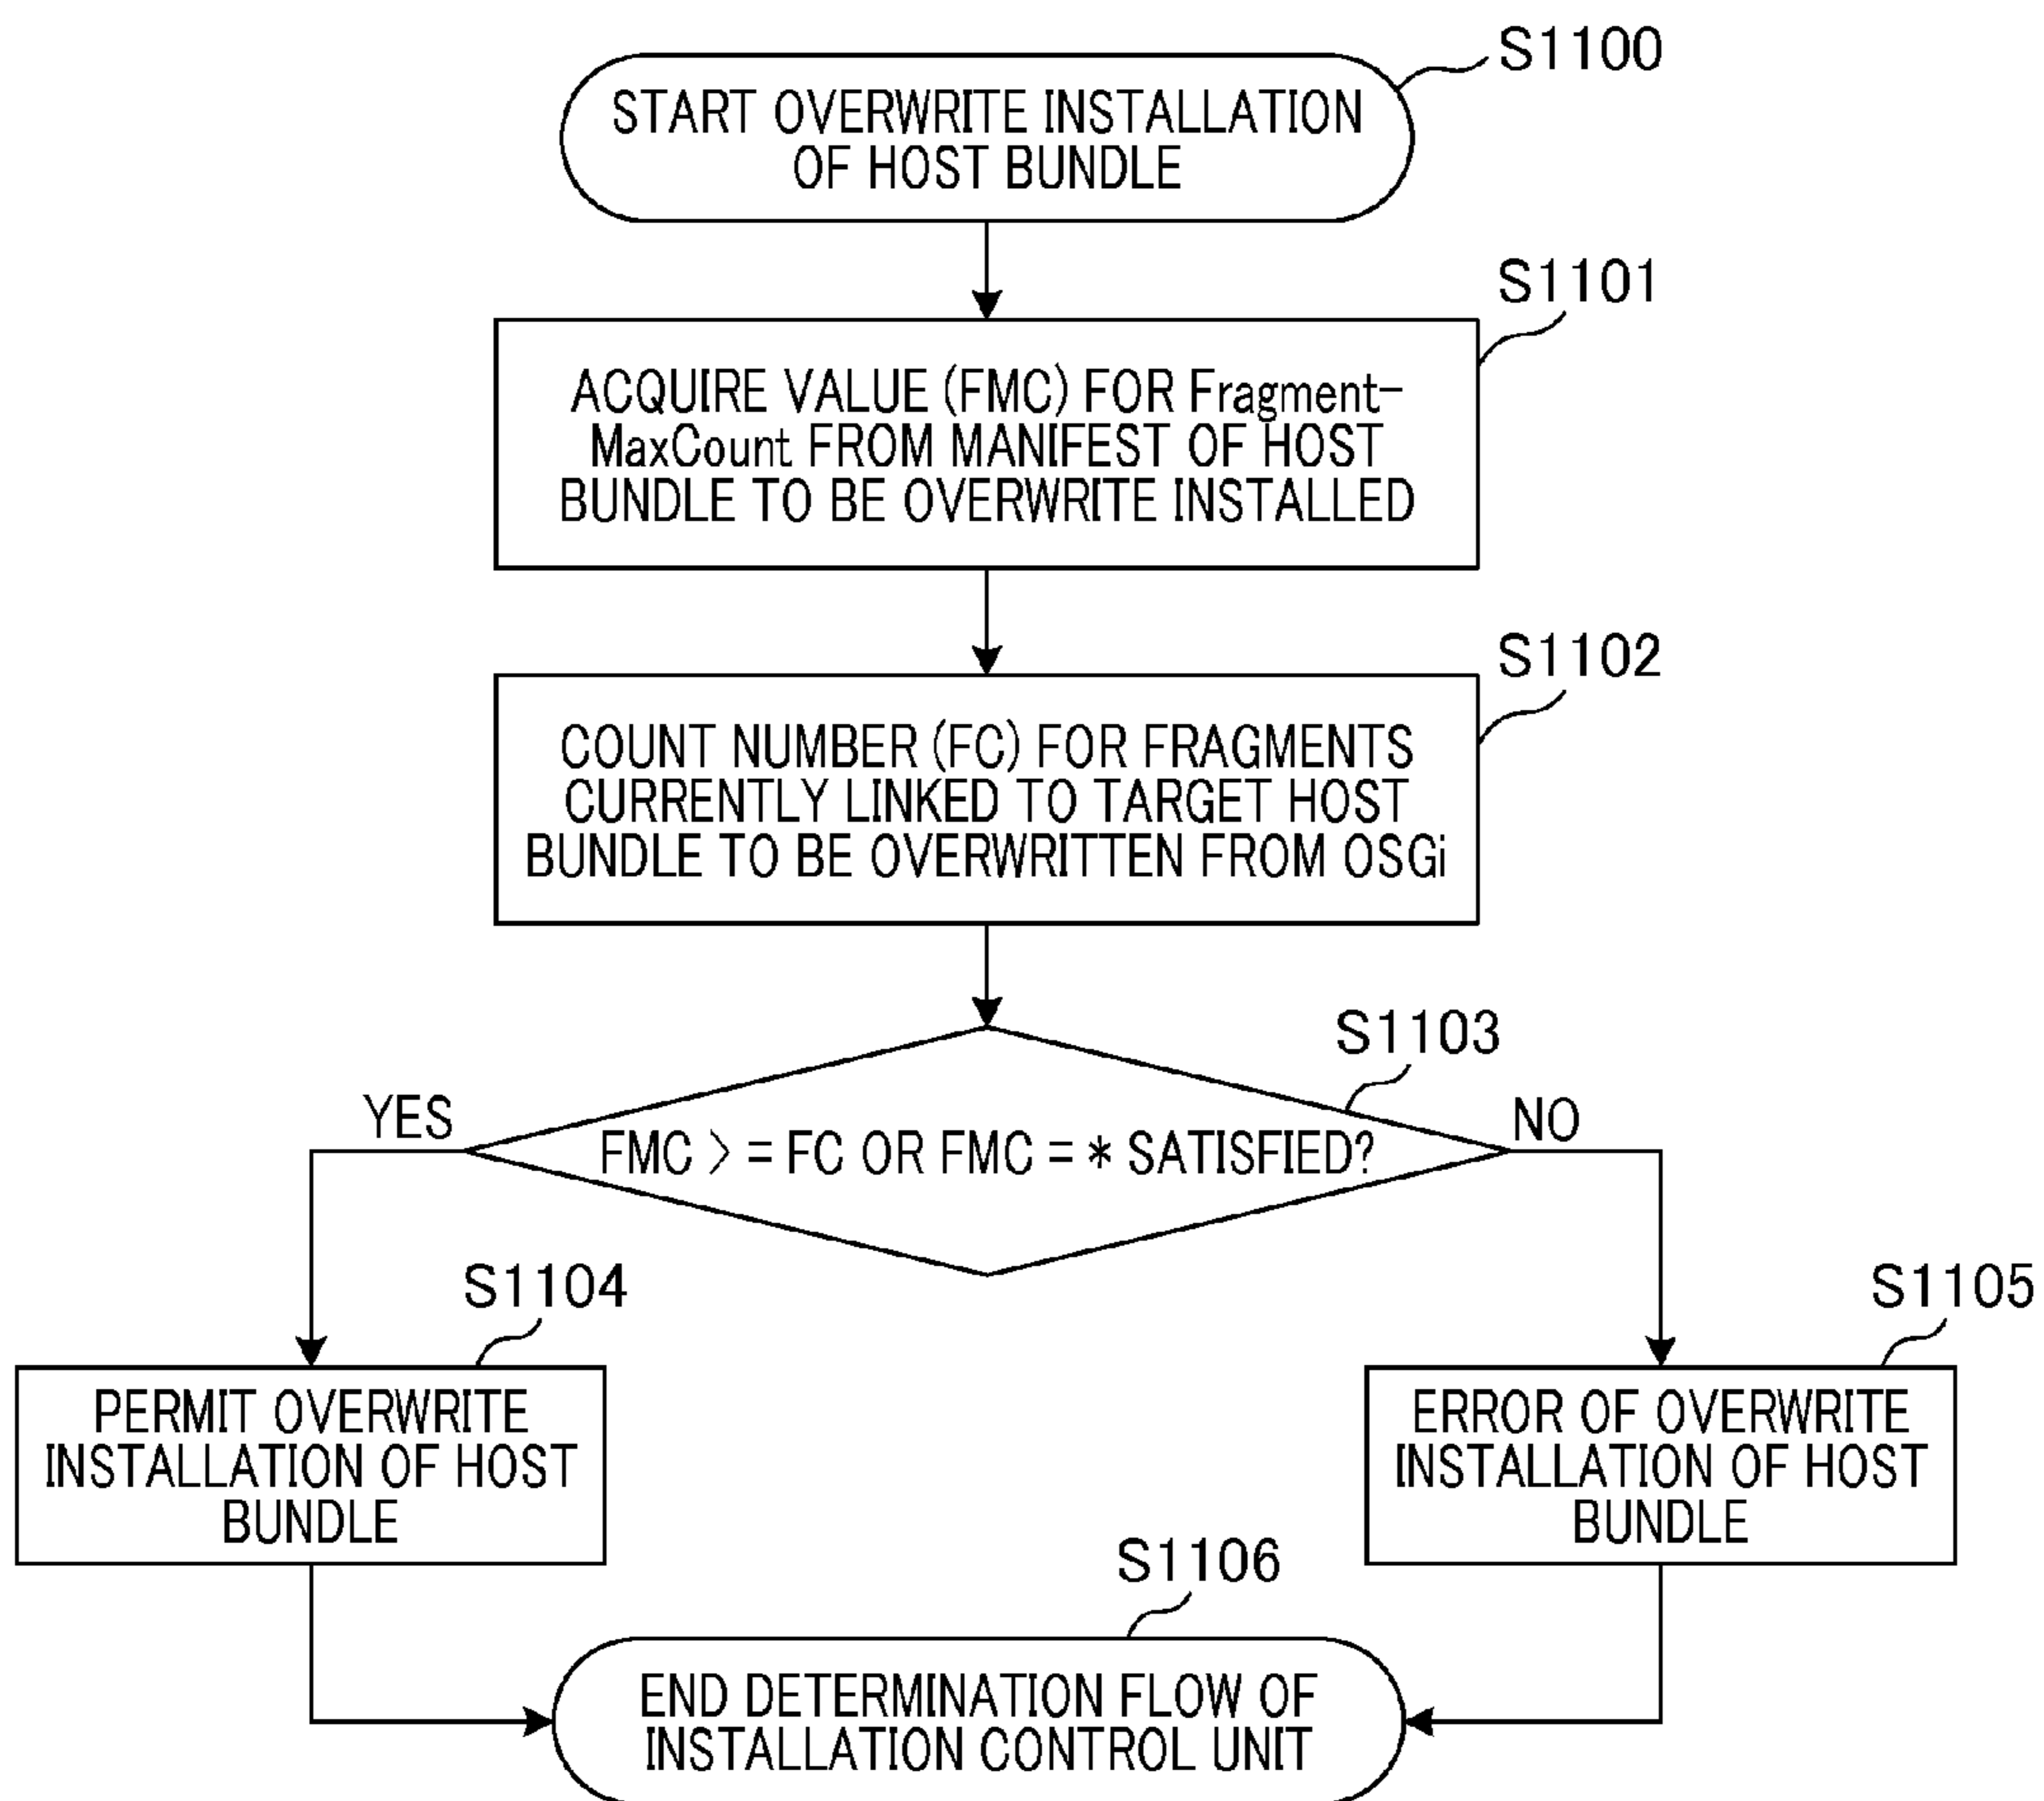 S1100
START OVERWRITE INSTALLATION
OF HOST BUNDLE
S1101
ACQUIRE VALUE (FMC) FOR Fragment-
MaxCount FROM MANIFEST OF HOST
BUNDLE TO BE OVERWRITE INSTALLED
S1102
COUNT NUMBER (FC) FOR FRAGMENTS
CURRENTLY LINKED TO TARGET HOST
BUNDLE TO BE OVERWRITTEN FROM OSGi
S1103
YES
NO
FMC > = FC OR FMC = * SATISFIED?
S1104
PERMIT OVERWRITE
INSTALLATION OF HOST
BUNDLE
S1105
ERROR OF OVERWRITE
INSTALLATION OF HOST
BUNDLE
S1106
END DETERMINATION FLOW OF
INSTALLATION CONTROL UNIT